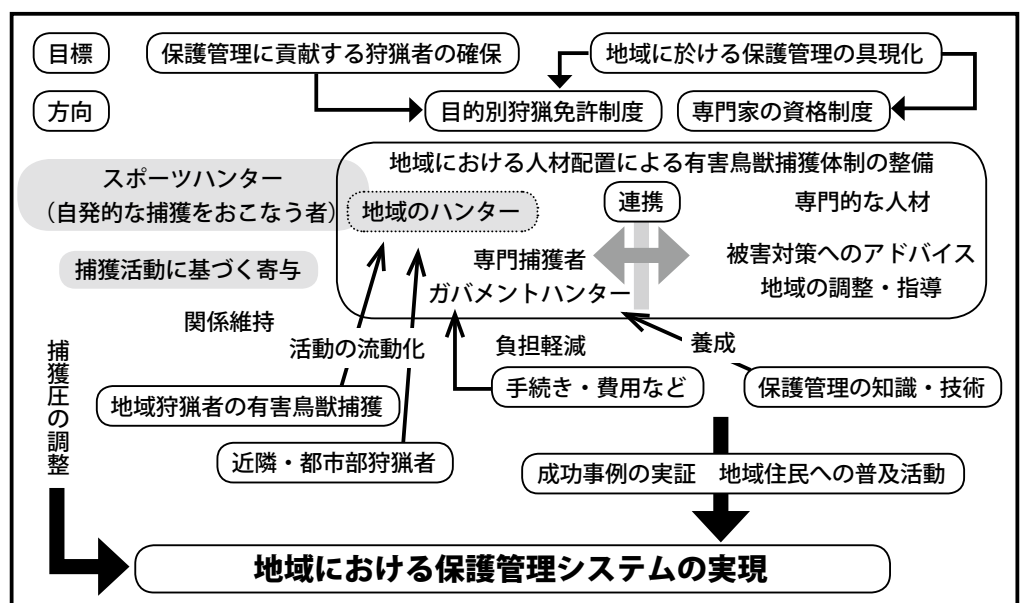 目標
保護管理に貢献する狩猟者の確保
地域に於ける保護管理の具現化
方向
目的別狩猟免許制度
専門家の資格制度
地域における人材配置による有害鳥獣捕獲体制の整備
スポーツハンター
（自発的な捕獲をおこなう者）
地域のハンター
連携
専門的な人材
捕獲活動に基づく寄与
専門捕獲者
ガバメントハンター
被害対策へのアドバイス
地域の調整・指導
関係維持
活動の流動化
負担軽減
養成
捕獲圧の調整
地域狩猟者の有害鳥獣捕獲
手続き・費用など
保護管理の知識・技術
近隣・都市部狩猟者
成功事例の実証　地域住民への普及活動
地域における保護管理システムの実現